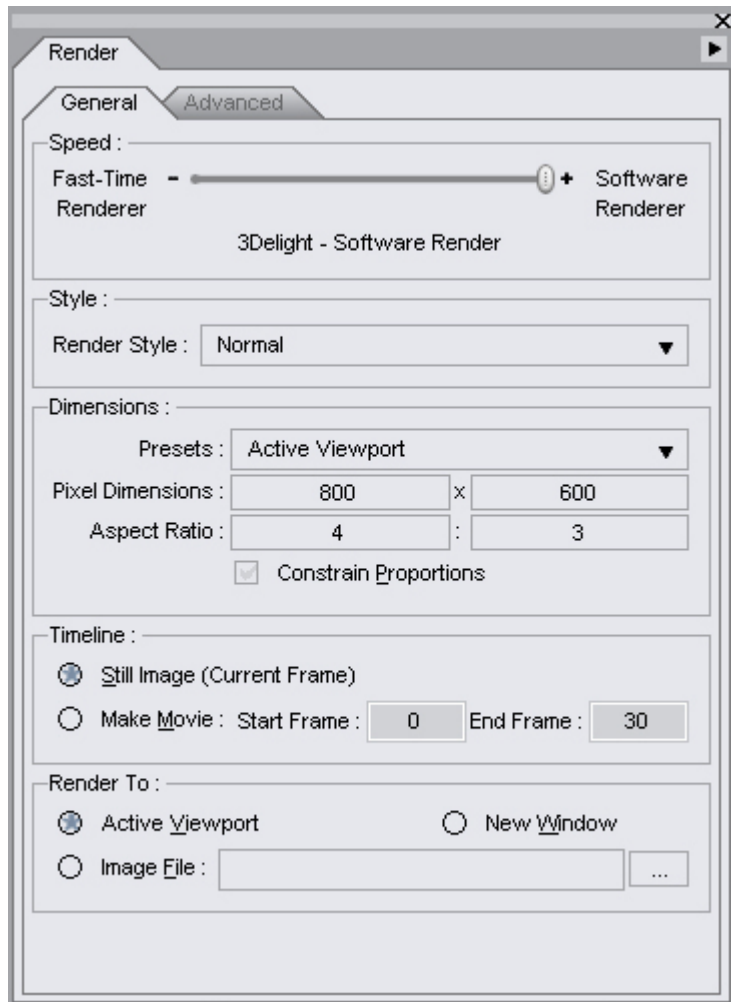 Render
General Advanced
Speed :
Fast-Time Renderer - + Software Renderer
3Delight - Software Render
Style :
Render Style : Normal
Dimensions :
Presets : Active Viewport
Pixel Dimensions : 800 x 600
Aspect Ratio : 4 : 3
Constrain Proportions
Timeline :
Still Image (Current Frame)
Make Movie : Start Frame : 0 End Frame : 30
Render To :
Active Viewport New Window
Image File : ...